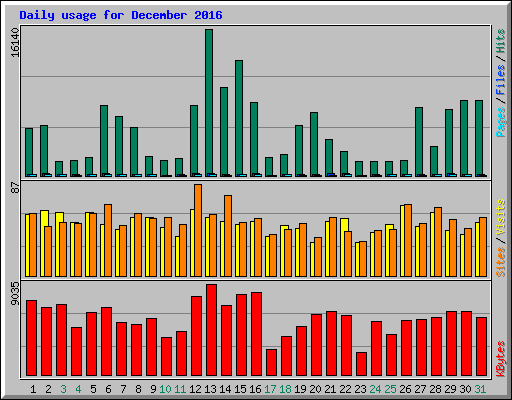 Daily usage for December 2016
16140
Pages / Files / Hits
87
Sites / Visits
9035
KBytes
1 2 3 4 5 6 7 8 9 10 11 12 13 14 15 16 17 18 19 20 21 22 23 24 25 26 27 28 29 30 31